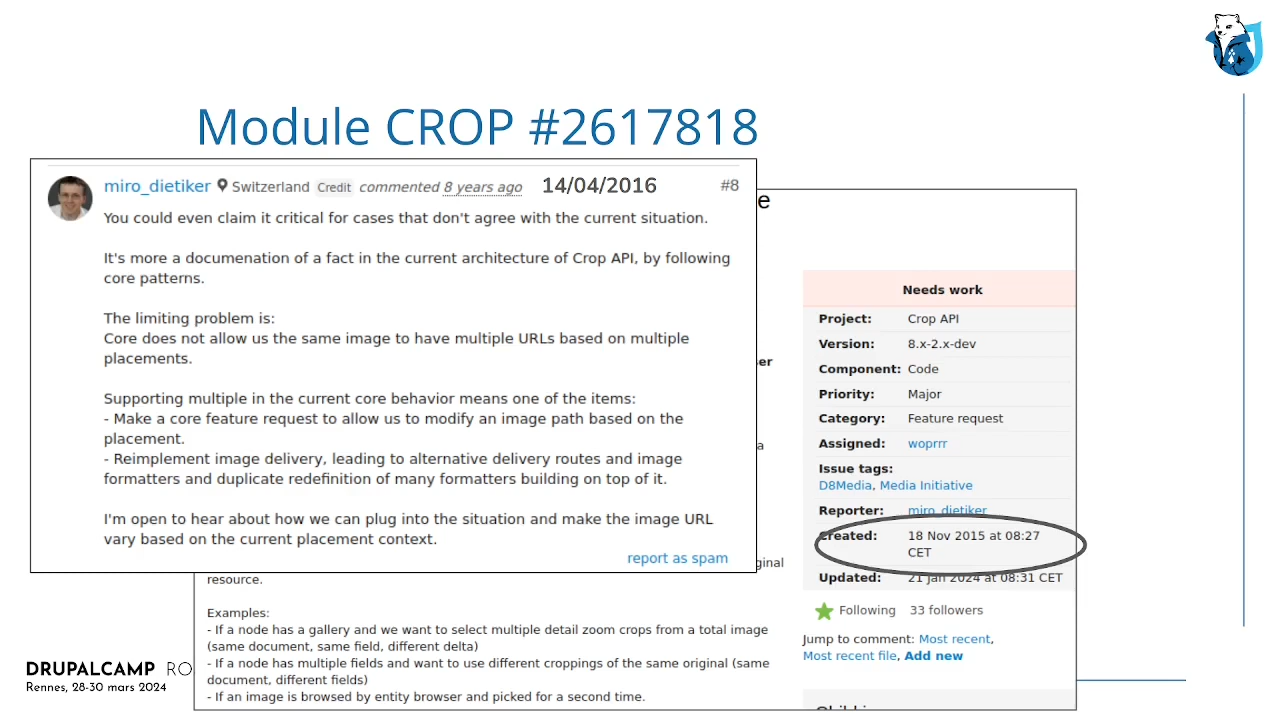 Module CROP #2617818
miro_dietiker Switzerland Credit commented 8 years ago 14/04/2016 #8
You could even claim it critical for cases that don't agree with the current situation.
It's more a documenation of a fact in the current architecture of Crop API, by following
core patterns.
The limiting problem is:
Core does not allow us the same image to have multiple URLs based on multiple
placements.
Supporting multiple in the current core behavior means one of the items:
- Make a core feature request to allow us to modify an image path based on the
placement.
- Reimplement image delivery, leading to alternative delivery routes and image
formatters and duplicate redefinition of many formatters building on top of it.
I'm open to hear about how we can plug into the situation and make the image URL
vary based on the current placement context.
report as spam
resource.
Examples:
- If a node has a gallery and we want to select multiple detail zoom crops from a total image
(same document, same field, different delta)
- If a node has multiple fields and want to use different croppings of the same original (same
document, different fields)
- If an image is browsed by entity browser and picked for a second time.
Needs work
Project: Crop API
Version: 8.x-2.x-dev
Component: Code
Priority: Major
Category: Feature request
Assigned: woprrr
Issue tags:
D8Media, Media Initiative
Reporter: miro_dietiker
Created: 18 Nov 2015 at 08:27
CET
Updated: 21 Jan 2024 at 08:31 CET
Following 33 followers
Jump to comment: Most recent,
Most recent file, Add new
DRUPALCAMP RO
Rennes, 28-30 mars 2024